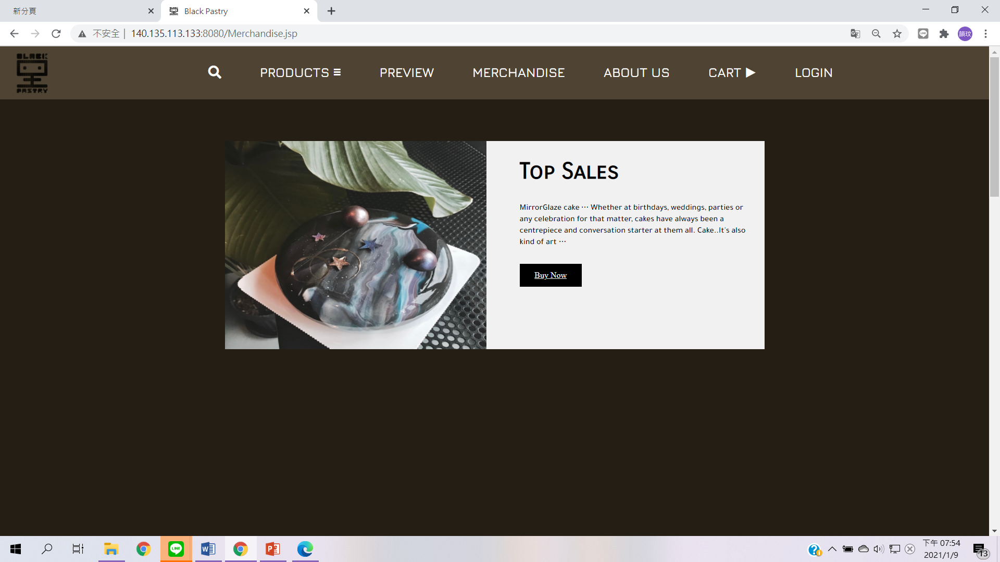 新分頁
Black Pastry
不安全 | 140.135.113.133:8080/Merchandise.jsp
韻玟
BLACK
PASTRY
PRODUCTS ≡
PREVIEW
MERCHANDISE
ABOUT US
CART ▶
LOGIN
Top Sales
MirrorGlaze cake ⋯ Whether at birthdays, weddings, parties or
any celebration for that matter, cakes have always been a
centrepiece and conversation starter at them all. Cake..It's also
kind of art ⋯
Buy Now
LINE
下午 07:54
2021/1/9
13